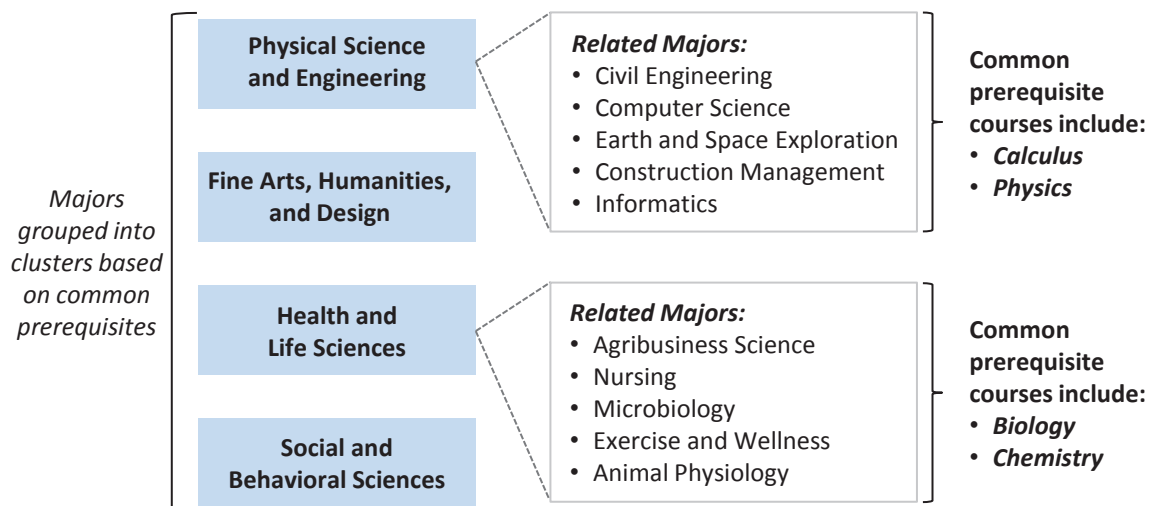 Majors
grouped into
clusters based
on common
prerequisites
Physical Science
and Engineering
Fine Arts, Humanities,
and Design
Health and
Life Sciences
Social and
Behavioral Sciences
Related Majors:
• Civil Engineering
• Computer Science
• Earth and Space Exploration
• Construction Management
• Informatics
Common
prerequisite
courses include:
• Calculus
• Physics
Related Majors:
• Agribusiness Science
• Nursing
• Microbiology
• Exercise and Wellness
• Animal Physiology
Common
prerequisite
courses include:
• Biology
• Chemistry